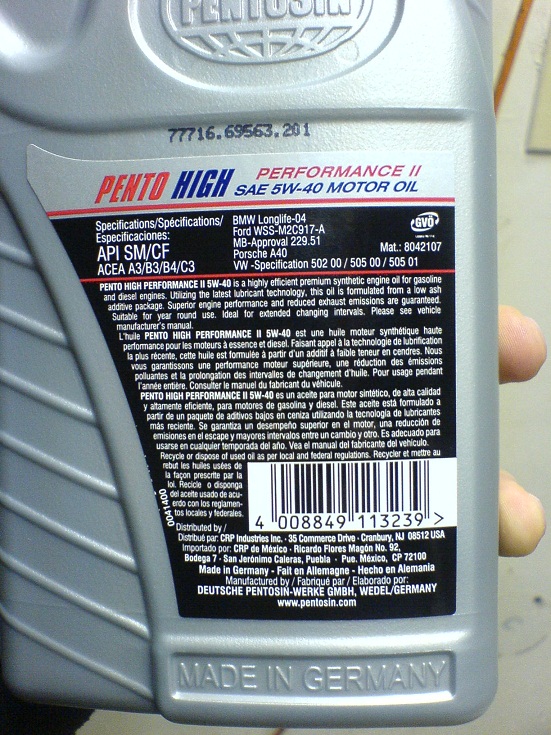 PENTOSIN
77716.69563.201
PENTO HIGH PERFORMANCE II
SAE 5W-40 MOTOR OIL
Specifications/Spécifications/
Especificaciones:
API SM/CF
ACEA A3/B3/B4/C3
BMW Longlife-04
Ford WSS-M2C917-A
MB-Approval 229.51
Porsche A40
VW -Specification 502 00 / 505 00 / 505 01
GVÖ
Mat.: 8042107
PENTO HIGH PERFORMANCE II 5W-40 is a highly efficient premium synthetic engine oil for gasoline
and diesel engines. Utilizing the latest lubricant technology, this oil is formulated from a low ash
additive package. Superior engine performance and reduced exhaust emissions are guaranteed.
Suitable for year round use. Ideal for extended changing intervals. Please see vehicle
manufacturer's manual.
L'huile PENTO HIGH PERFORMANCE II 5W-40 est une huile moteur synthétique haute
performance pour les moteurs à essence et diesel. Faisant appel à la technologie de lubrification
la plus récente, cette huile est formulée à partir d'un additif à faible teneur en cendres. Nous
vous garantissons une performance moteur supérieure, une réduction des émissions
polluantes et la prolongation des intervalles de changement d'huile. Pour usage pendant
l'année entière. Consulter le manuel du fabricant du véhicule.
PENTO HIGH PERFORMANCE II 5W-40 es un aceite para motor sintético, de alta calidad
y altamente eficiente, para motores de gasolina y diesel. Este aceite está formulado a
partir de un paquete de aditivos bajos en ceniza utilizando la tecnología de lubricantes
más reciente. Se garantiza un desempeño superior en el motor, una reducción de
emisiones en el escape y mayores intervalos entre un cambio y otro. Es adecuado para
usarse en cualquier temporada del año. Vea el manual del fabricante del vehículo.
Recycle or dispose of used oil as per local and federal regulations. Recycler et mettre au
rebut les huiles usées de
la façon prescrite par la
loi. Recicle o disponga
del aceite usado de acu-
erdo con los reglamen-
tos locales y federales.
0041400
4 008849 113239 >
Distributed by /
Distribué par: CRP Industries Inc. · 35 Commerce Drive · Cranbury, NJ 08512 USA
Importado por: CRP de México · Ricardo Flores Magón No. 92,
Bodega 7 · San Jerónimo Caleras, Puebla · Pue. México, CP 72100
Made in Germany - Fait en Allemagne - Hecho en Alemania
Manufactured by / Fabriqué par / Elaborado por:
DEUTSCHE PENTOSIN-WERKE GMBH, WEDEL/GERMANY
www.pentosin.com
MADE IN GERMANY